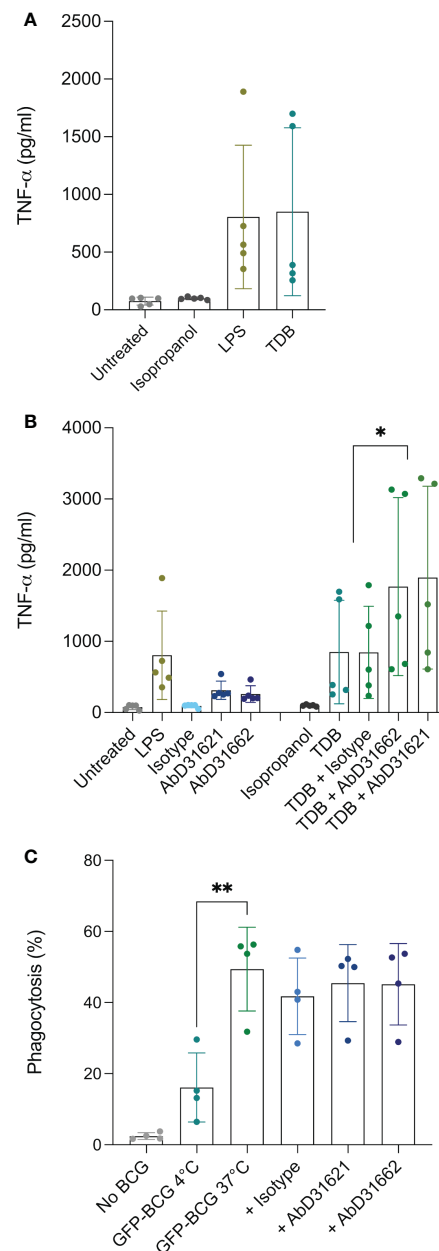 A
TNF-α (pg/ml)
2500
2000
1500
1000
500
0
Untreated
Isopropanol
LPS
TDB
B
TNF-α (pg/ml)
4000
3000
2000
1000
0
*
Untreated
LPS
Isotype
AbD31621
AbD31662
Isopropanol
TDB
TDB + Isotype
TDB + AbD31662
TDB + AbD31621
C
Phagocytosis (%)
80
60
40
20
0
**
No BCG
GFP-BCG 4°C
GFP-BCG 37°C
+ Isotype
+ AbD31621
+ AbD31662